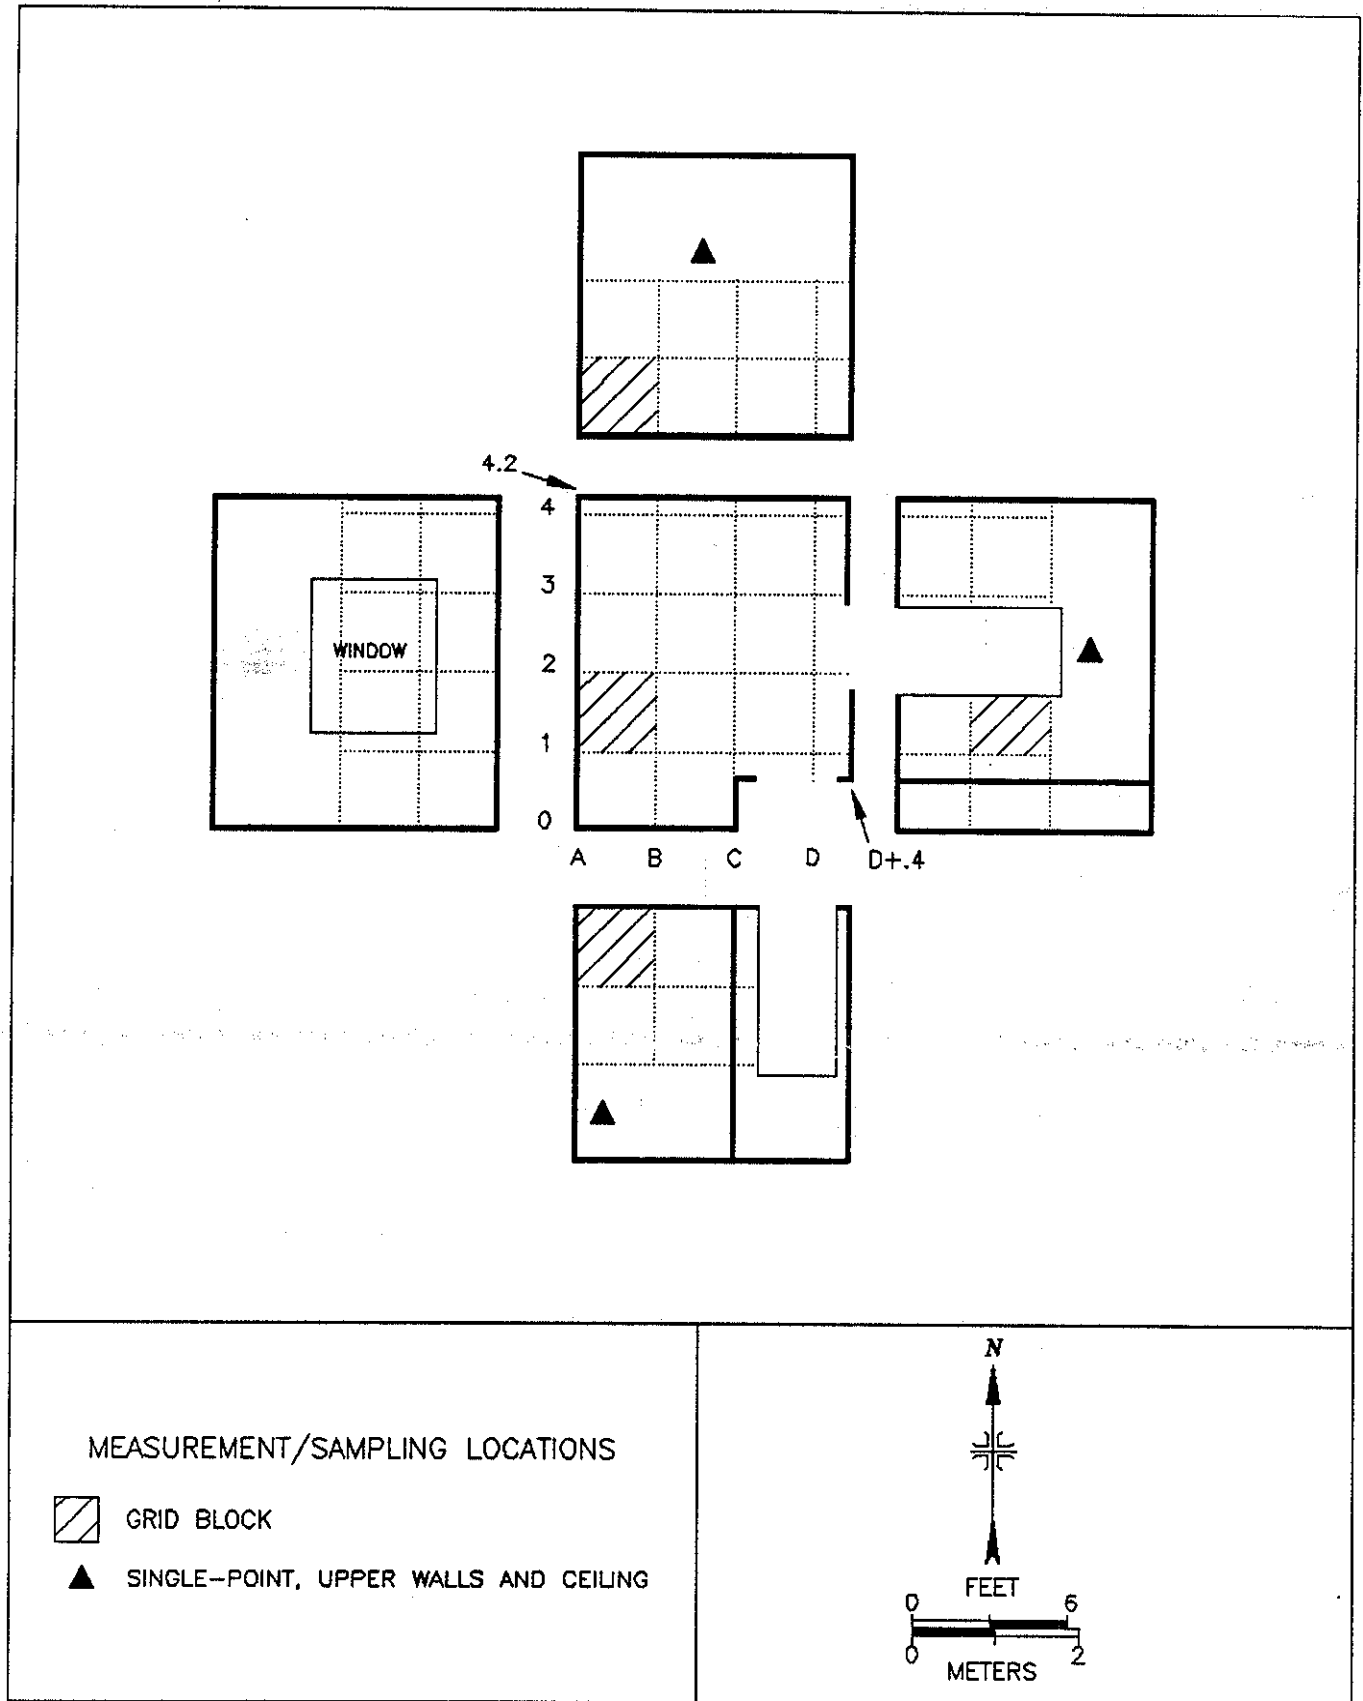 4.2
4
3
WINDOW
2
1
0
A B C D D+.4
MEASUREMENT/SAMPLING LOCATIONS
GRID BLOCK
SINGLE-POINT, UPPER WALLS AND CEILING
N
FEET
0 6
0 2
METERS